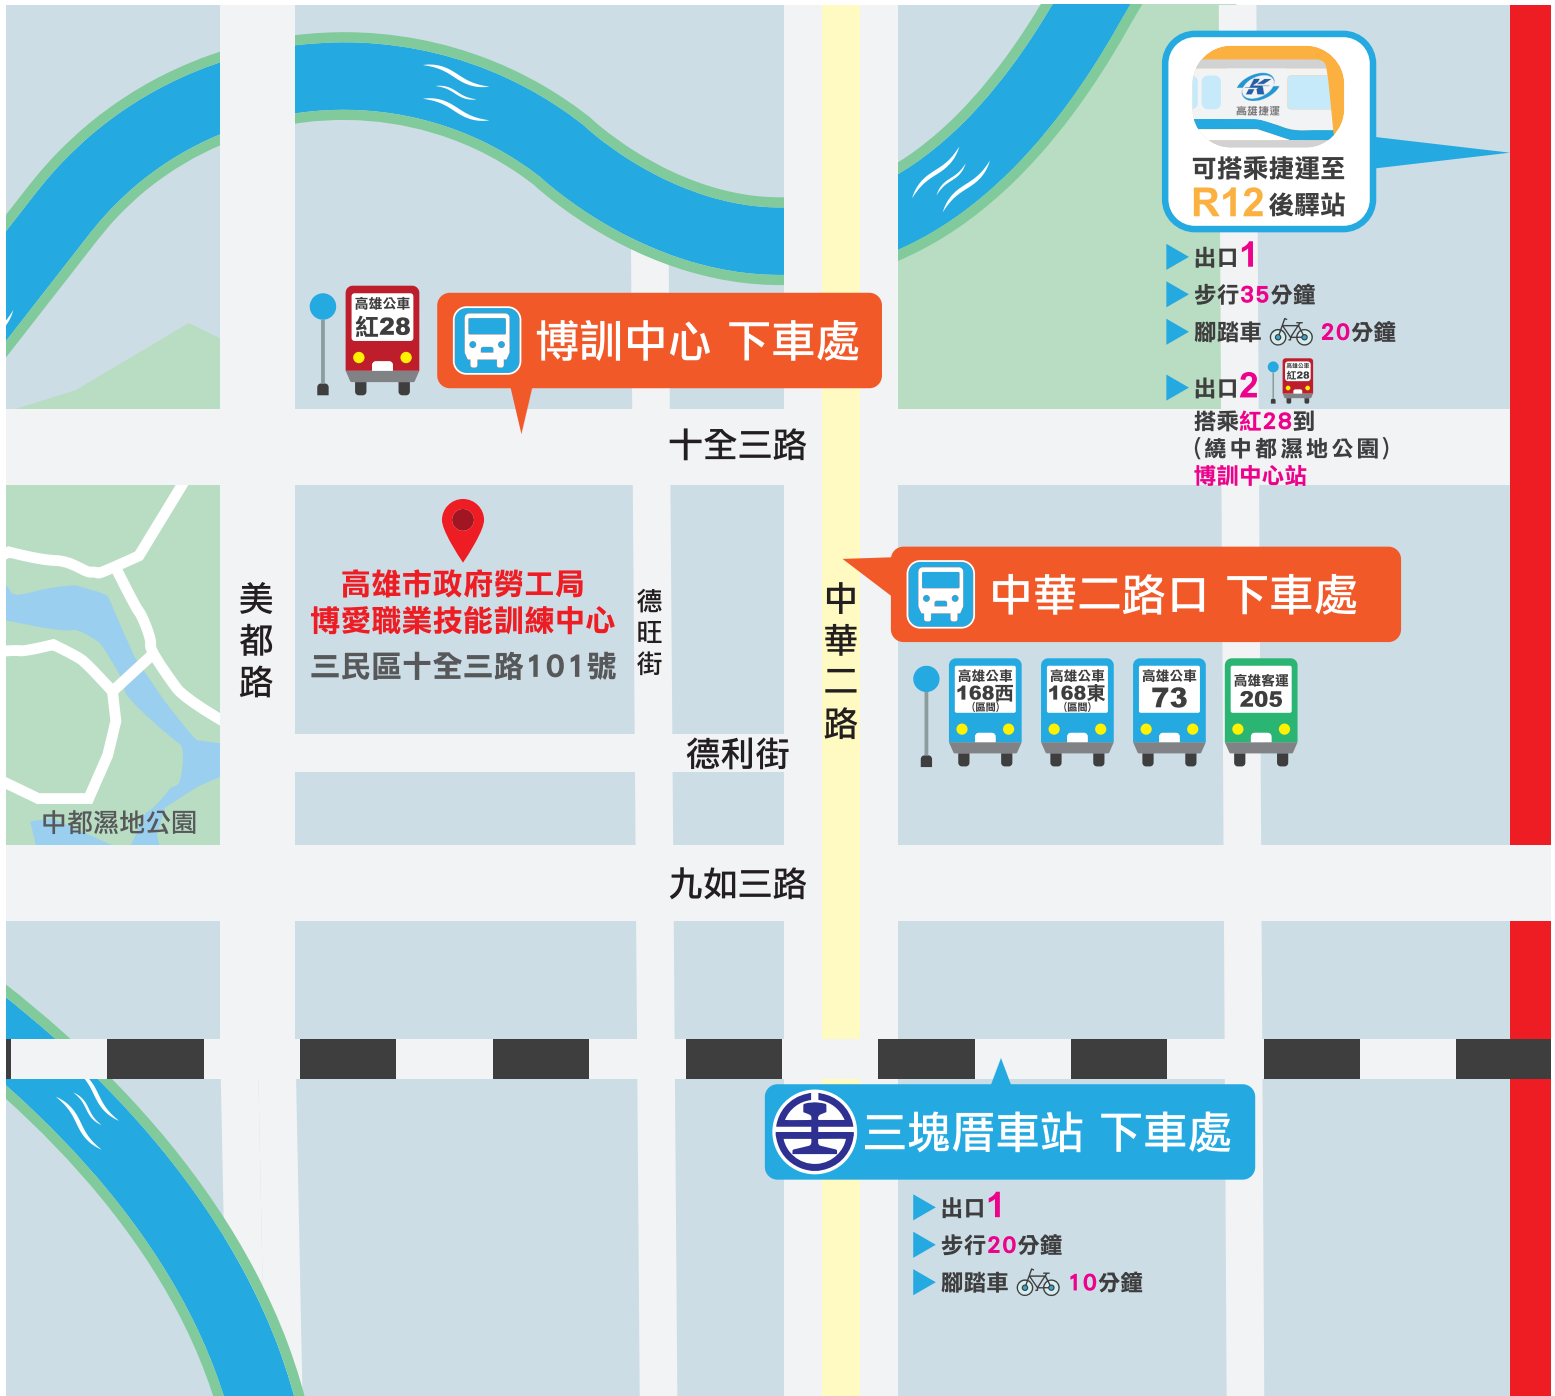 高雄捷運
可搭乘捷運至
R12後驛站
出口1
步行35分鐘
腳踏車 20分鐘
出口2
高雄公車
紅28
搭乘紅28到
(繞中都濕地公園)
博訓中心站
高雄公車
紅28
博訓中心 下車處
十全三路
高雄市政府勞工局
博愛職業技能訓練中心
三民區十全三路101號
美都路
德旺街
中華二路
中華二路口 下車處
高雄公車
168西
(區間)
高雄公車
168東
(區間)
高雄公車
73
高雄客運
205
德利街
中都濕地公園
九如三路
三塊厝車站 下車處
出口1
步行20分鐘
腳踏車 10分鐘